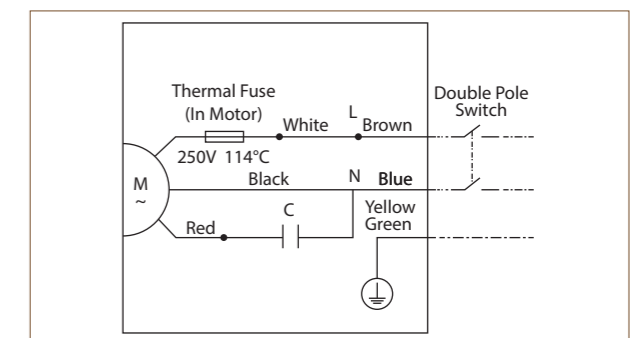 Thermal Fuse
(In Motor)
Double Pole
Switch
White
L
Brown
250V 114°C
M
~
Black
N
Blue
Red
C
Yellow
Green